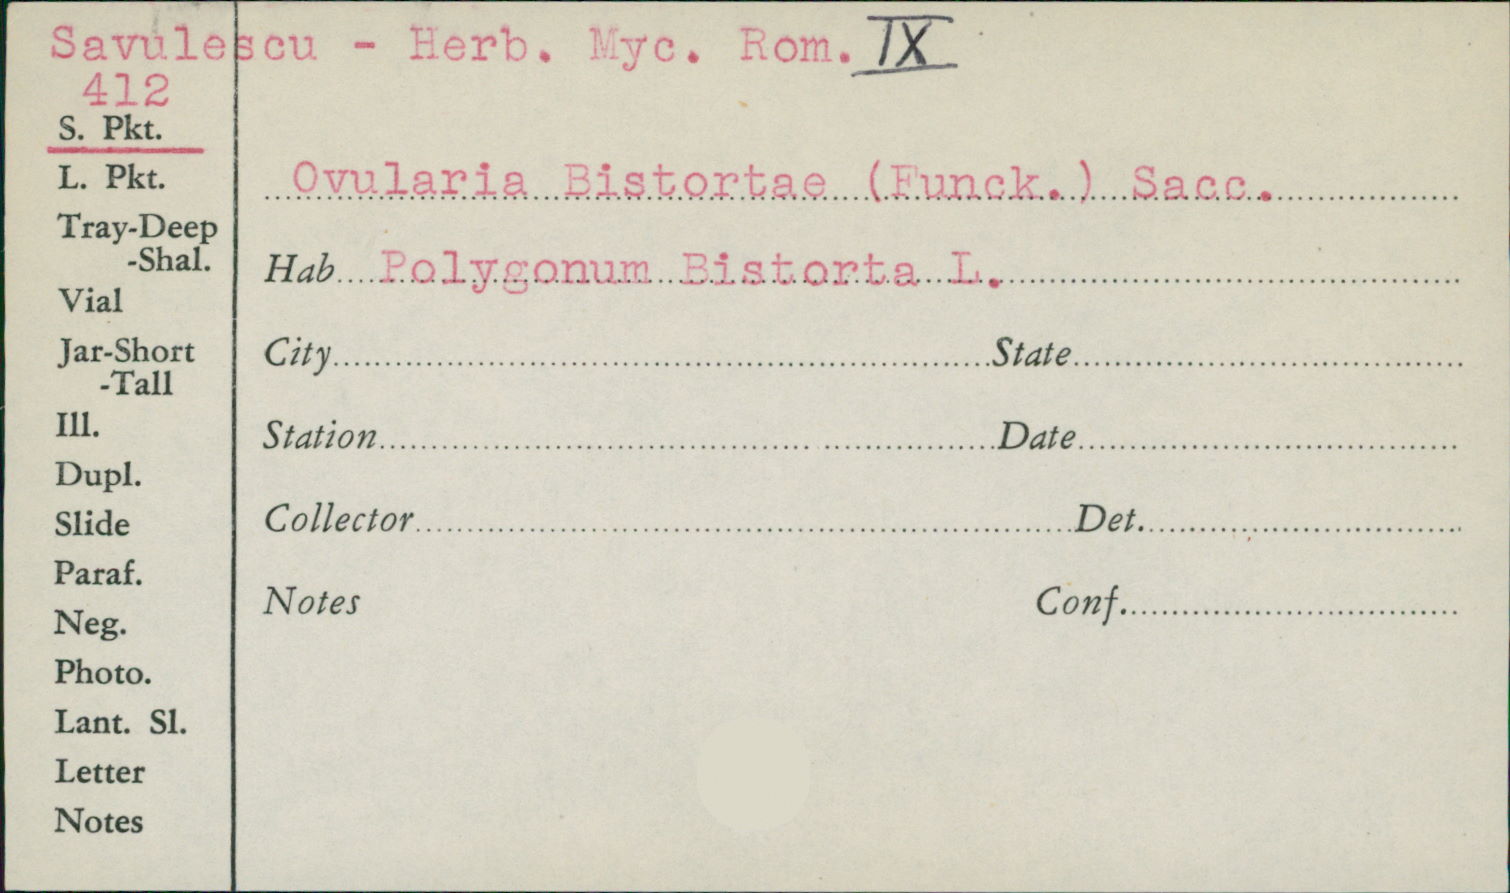 Savulescu - Herb. Myc. Rom. IX
412
S. Pkt.
L. Pkt.
Ovularia Bistortae (Funck.) Sacc.
Tray-Deep
-Shal.
Hab Polygonum Bistorta L.
Vial
Jar-Short
-Tall
City State
Ill.
Station Date
Dupl.
Slide
Collector Det.
Paraf.
Notes Conf.
Neg.
Photo.
Lant. Sl.
Letter
Notes